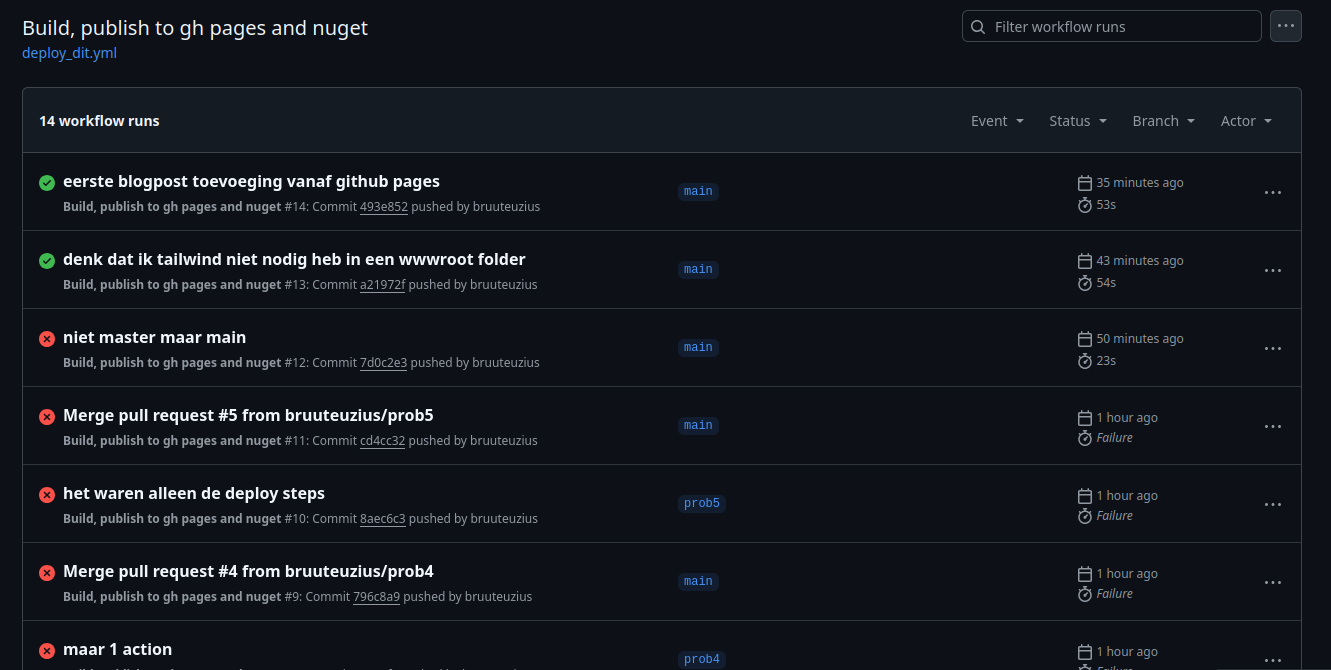 Build, publish to gh pages and nuget
Filter workflow runs
deploy_dit.yml
14 workflow runs
Event
Status
Branch
Actor
eerste blogpost toevoeging vanaf github pages
Build, publish to gh pages and nuget #14: Commit 493e852 pushed by bruuteuzius
main
35 minutes ago
53s
denk dat ik tailwind niet nodig heb in een wwwroot folder
Build, publish to gh pages and nuget #13: Commit a21972f pushed by bruuteuzius
main
43 minutes ago
54s
niet master maar main
Build, publish to gh pages and nuget #12: Commit 7d0c2e3 pushed by bruuteuzius
main
50 minutes ago
23s
Merge pull request #5 from bruuteuzius/prob5
Build, publish to gh pages and nuget #11: Commit cd4cc32 pushed by bruuteuzius
main
1 hour ago
Failure
het waren alleen de deploy steps
Build, publish to gh pages and nuget #10: Commit 8aec6c3 pushed by bruuteuzius
prob5
1 hour ago
Failure
Merge pull request #4 from bruuteuzius/prob4
Build, publish to gh pages and nuget #9: Commit 796c8a9 pushed by bruuteuzius
main
1 hour ago
Failure
maar 1 action
prob4
1 hour ago